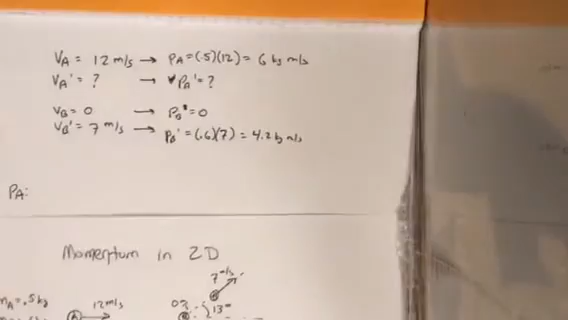 VA = 12 m/s → PA = (.5)(12) = 6 kg m/s
VA' = ? → PA' = ?
VB = 0 → PB = 0
VB' = 7 m/s → PB' = (.6)(7) = 4.2 kg m/s
PA:
Momentum in 2D
7 m/s
mA = .5 kg 12 m/s
A 13°